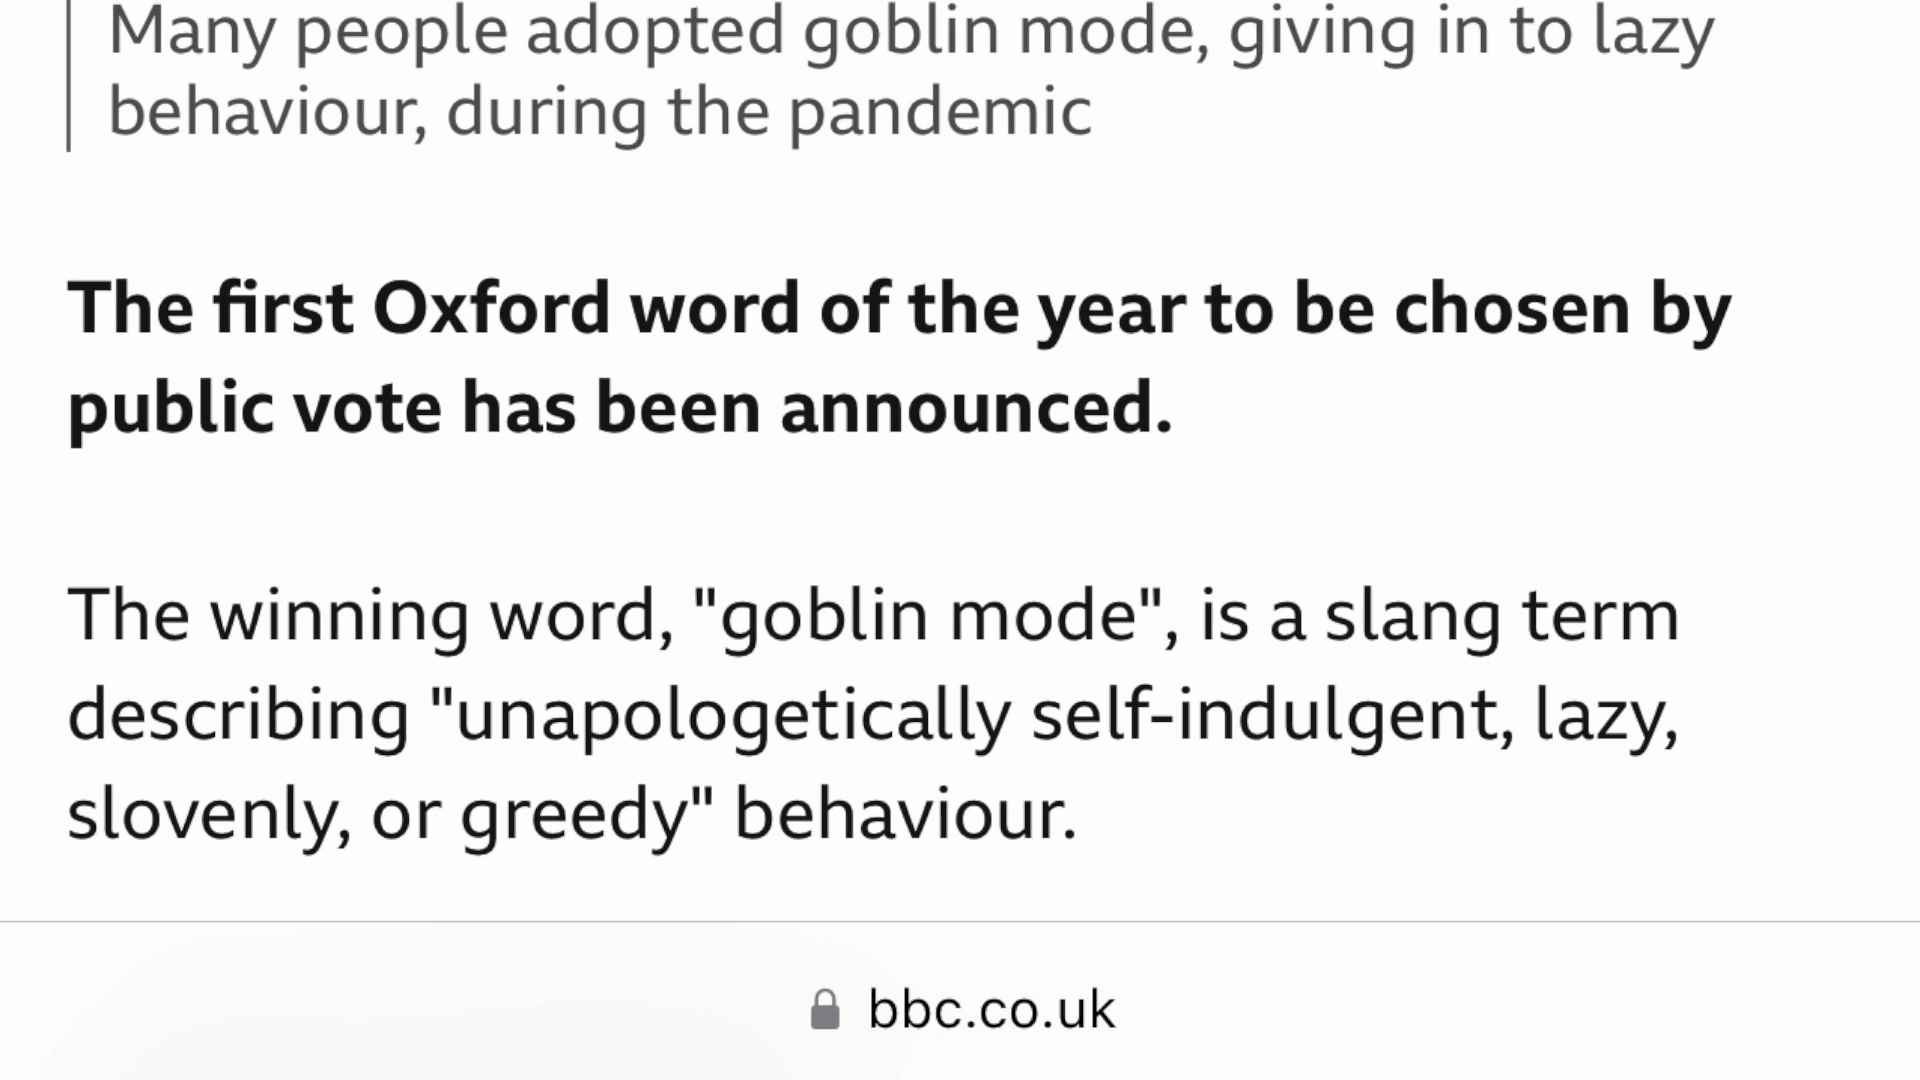 Many people adopted goblin mode, giving in to lazy
behaviour, during the pandemic
The first Oxford word of the year to be chosen by
public vote has been announced.
The winning word, "goblin mode", is a slang term
describing "unapologetically self-indulgent, lazy,
slovenly, or greedy" behaviour.
bbc.co.uk